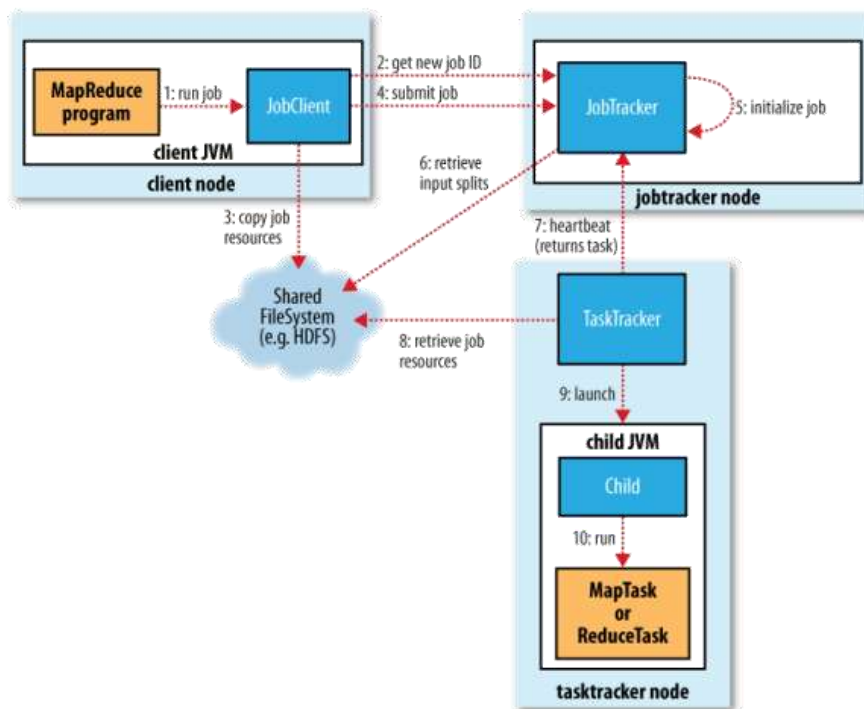 MapReduce
program
1: run job
JobClient
client JVM
client node
2: get new job ID
4: submit job
JobTracker
5: initialize job
jobtracker node
3: copy job
resources
6: retrieve
input splits
7: heartbeat
(returns task)
Shared
FileSystem
(e.g. HDFS)
8: retrieve job
resources
TaskTracker
9: launch
child JVM
Child
10: run
MapTask
or
ReduceTask
tasktracker node